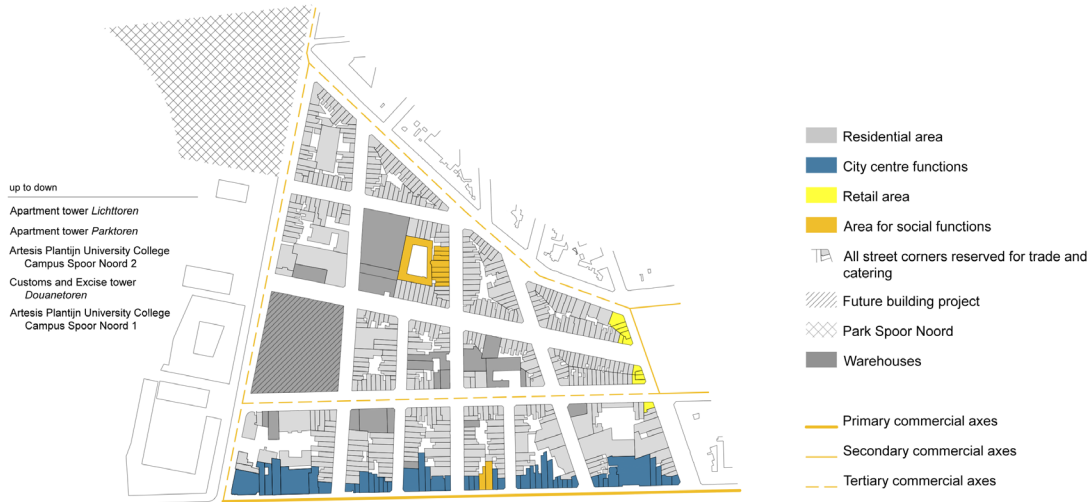 up to down
Apartment tower Lichttoren
Apartment tower Parktoren
Artesis Plantijn University College
Campus Spoor Noord 2
Customs and Excise tower
Douanetoren
Artesis Plantijn University College
Campus Spoor Noord 1
Residential area
City centre functions
Retail area
Area for social functions
All street corners reserved for trade and
catering
Future building project
Park Spoor Noord
Warehouses
Primary commercial axes
Secondary commercial axes
Tertiary commercial axes